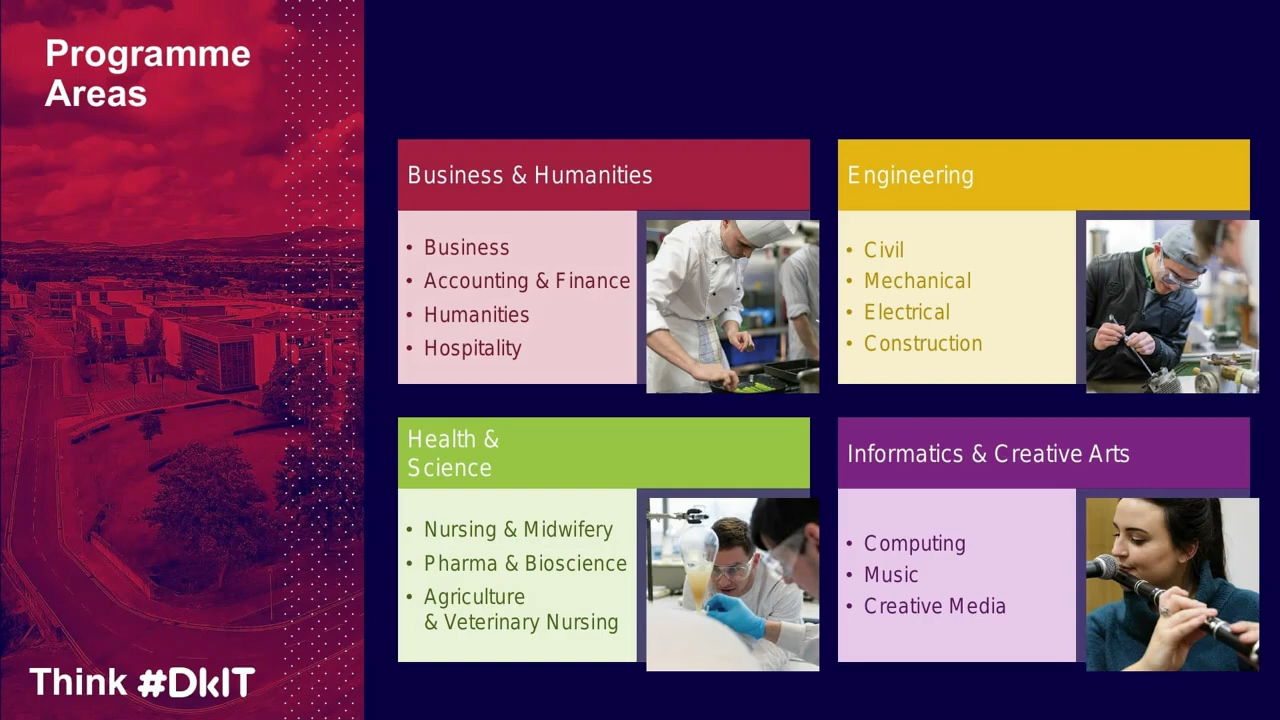 Programme
Areas
Business & Humanities
• Business
• Accounting & Finance
• Humanities
• Hospitality
Engineering
• Civil
• Mechanical
• Electrical
• Construction
Health &
Science
• Nursing & Midwifery
• Pharma & Bioscience
• Agriculture
& Veterinary Nursing
Informatics & Creative Arts
• Computing
• Music
• Creative Media
Think #DkIT